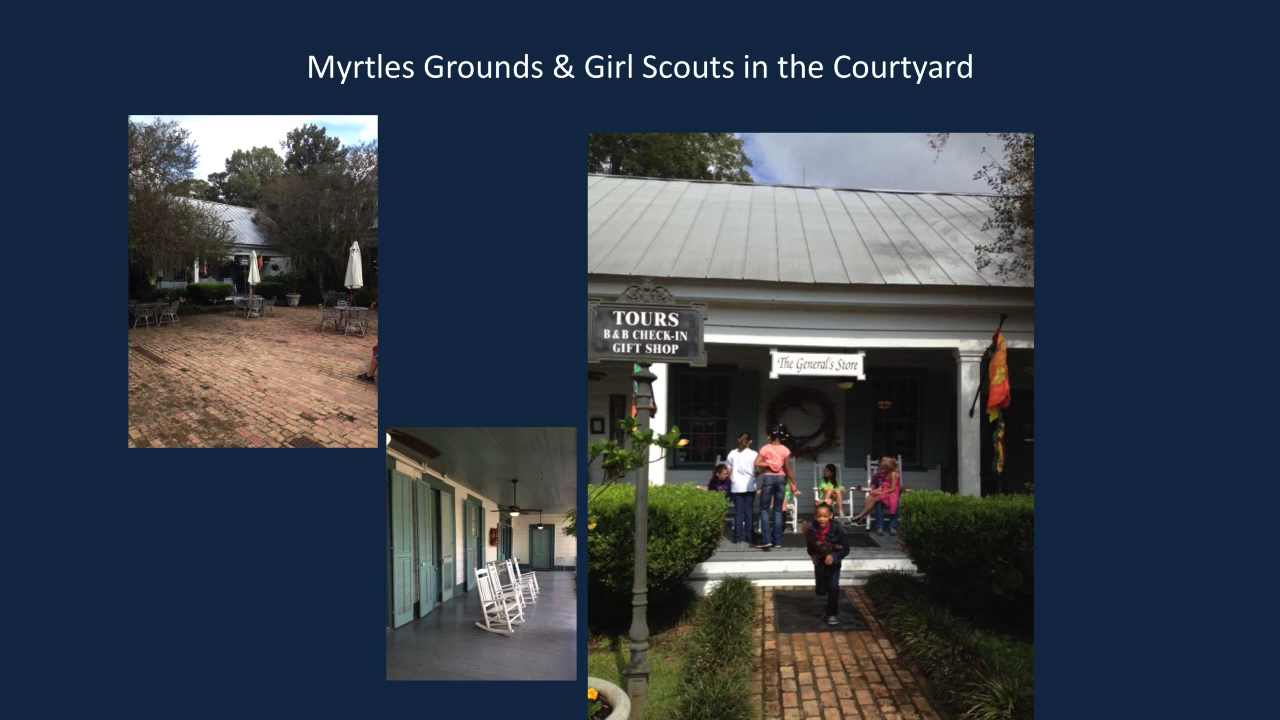 Myrtles Grounds & Girl Scouts in the Courtyard
TOURS
B&B CHECK-IN
GIFT SHOP
The General's Store